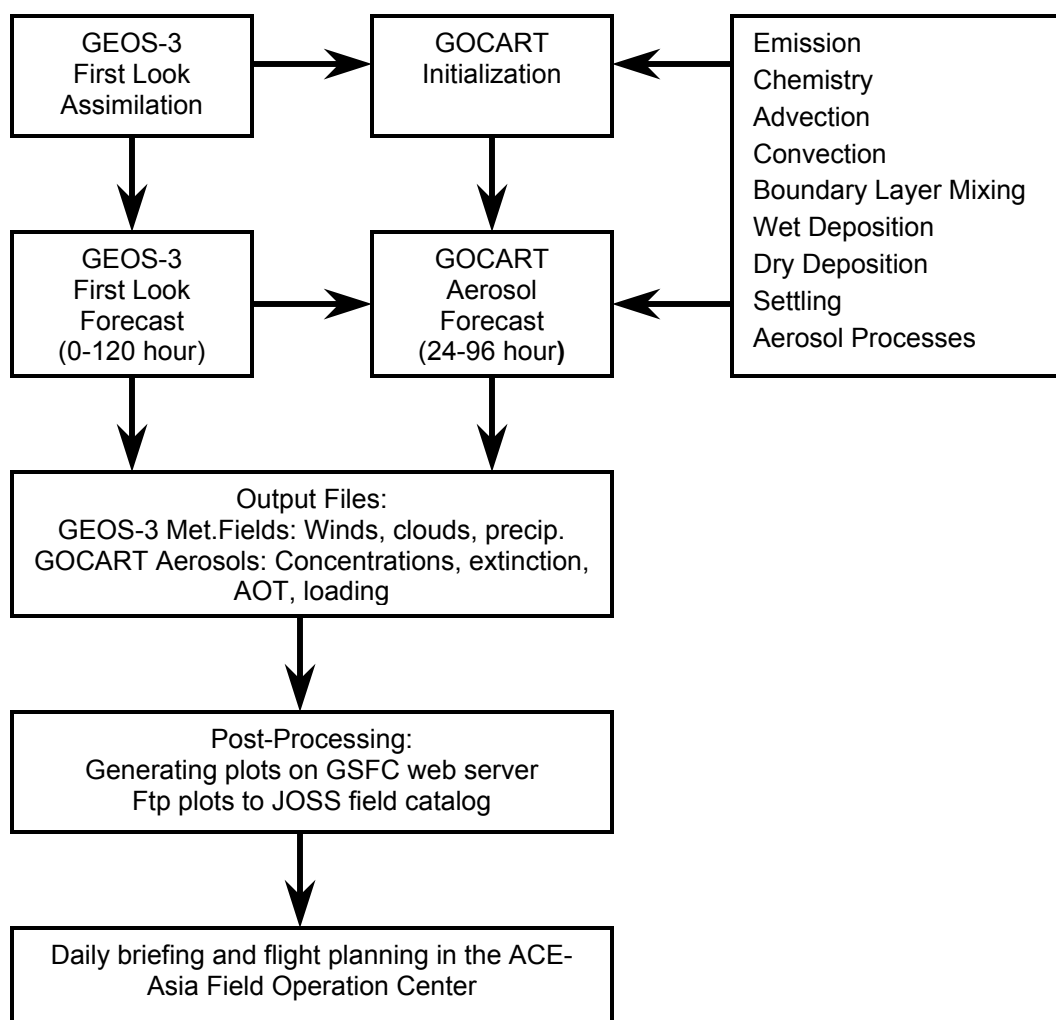 GEOS-3
First Look
Assimilation
GOCART
Initialization
Emission
Chemistry
Advection
Convection
Boundary Layer Mixing
Wet Deposition
Dry Deposition
Settling
Aerosol Processes
GEOS-3
First Look
Forecast
(0-120 hour)
GOCART
Aerosol
Forecast
(24-96 hour)
Output Files:
GEOS-3 Met.Fields: Winds, clouds, precip.
GOCART Aerosols: Concentrations, extinction,
AOT, loading
Post-Processing:
Generating plots on GSFC web server
Ftp plots to JOSS field catalog
Daily briefing and flight planning in the ACE-
Asia Field Operation Center